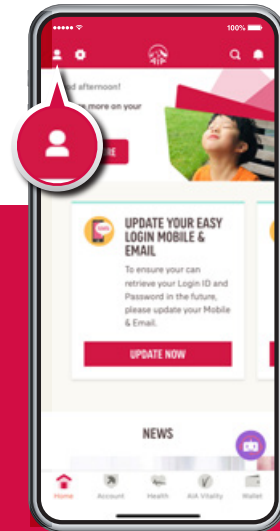 100%
afternoon!
more on your
UPDATE YOUR EASY
LOGIN MOBILE &
EMAIL
To ensure your can
retrieve your Login ID and
Password in the future,
please update your Mobile
& Email.
UPDATE NOW
NEWS
Home Account Health AIA Vitality Wallet